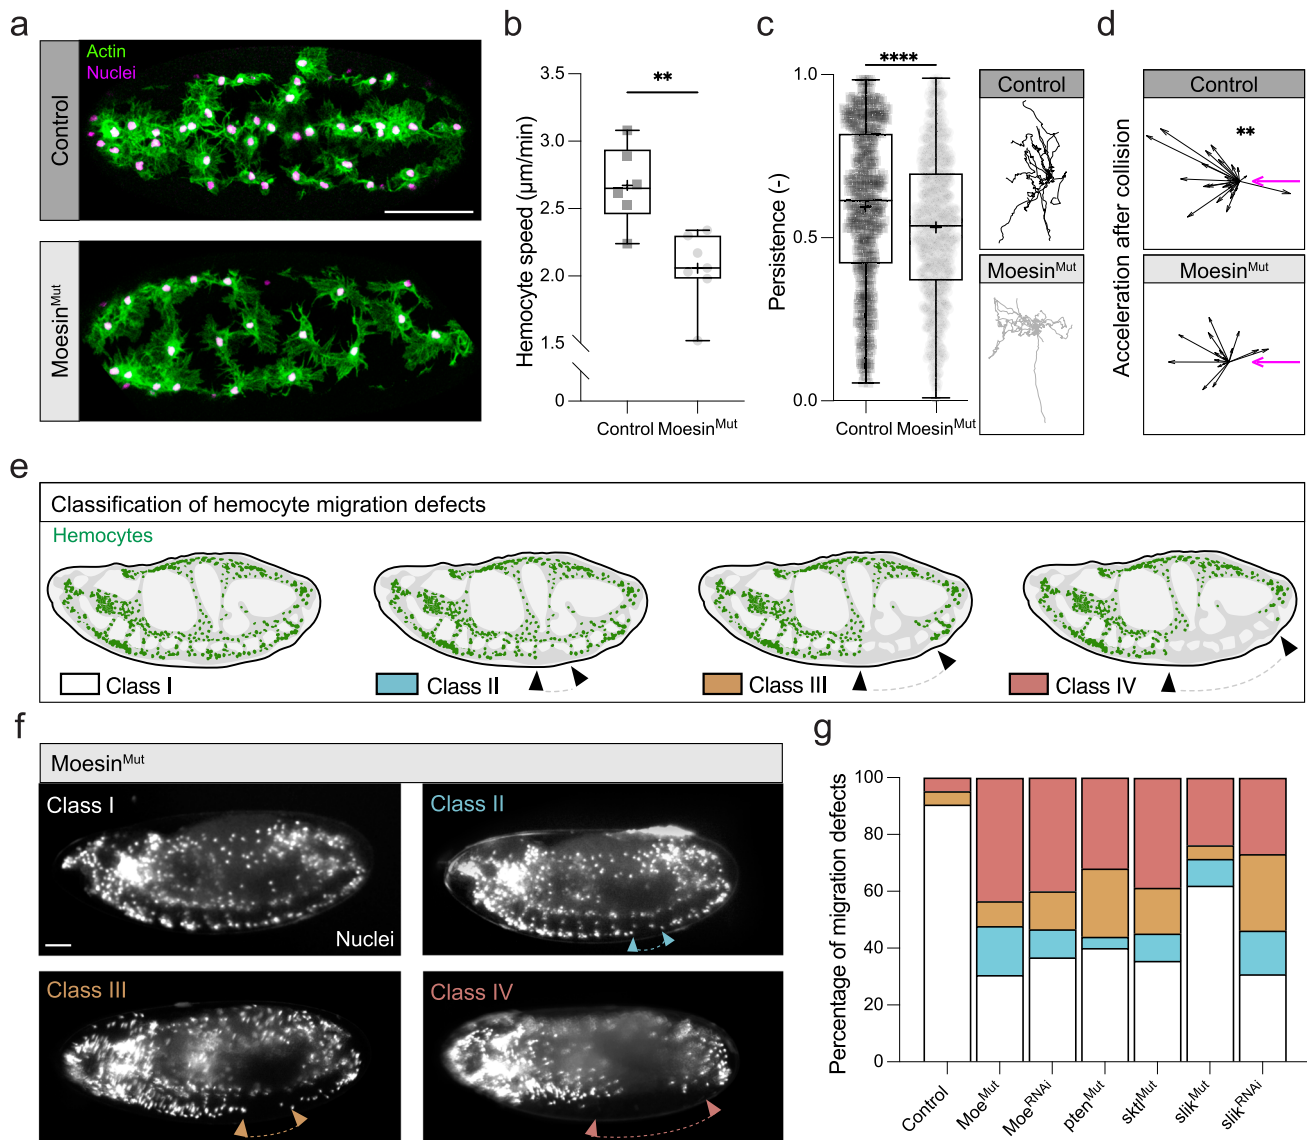 a
Actin
Nuclei
Control
Moesin^Mut
b
Hemocyte speed (μm/min)
3.5
3.0
2.5
2.0
1.5
0
**
Control Moesin^Mut
c
Persistence (-)
1.0
0.5
0.0
****
Control Moesin^Mut
Control
Moesin^Mut
d
Acceleration after collision
Control
**
Moesin^Mut
e
Classification of hemocyte migration defects
Hemocytes
Class I
Class II
Class III
Class IV
f
Moesin^Mut
Class I
Nuclei
Class II
Class III
Class IV
g
Percentage of migration defects
100
80
60
40
20
0
Control
Moe^Mut
Moe^RNAi
pten^Mut
sktl^Mut
slik^Mut
slik^RNAi